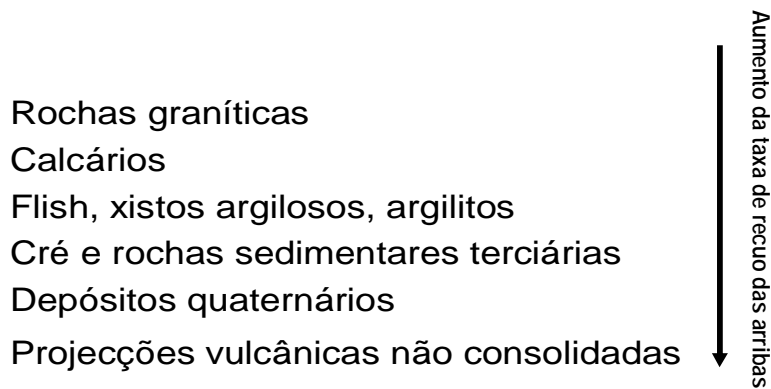 Rochas graníticas
Calcários
Flish, xistos argilosos, argilitos
Cré e rochas sedimentares terciárias
Depósitos quaternários
Projecções vulcânicas não consolidadas
Aumento da taxa de recuo das arribas